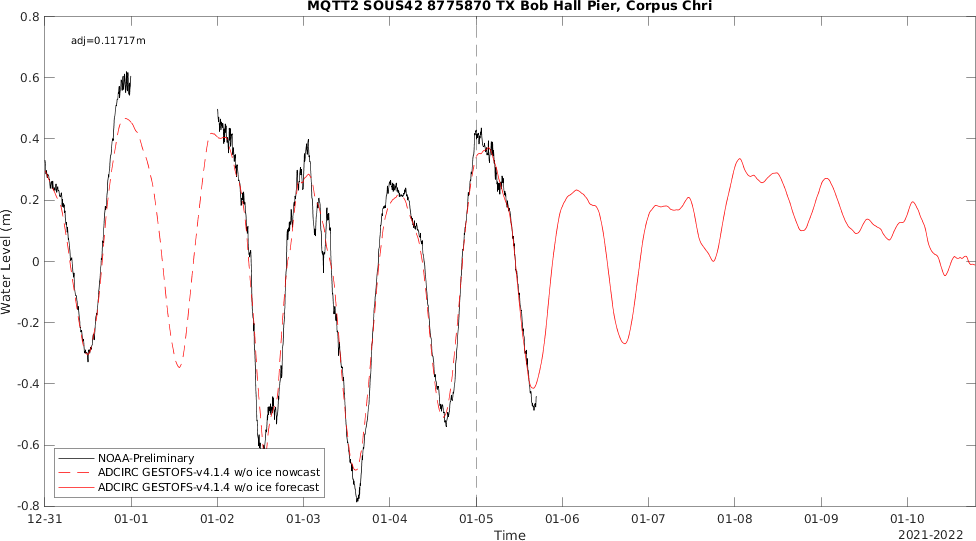 MQTT2 SOUS42 8775870 TX Bob Hall Pier, Corpus Chri
adj=0.11717m
0.8
0.6
0.4
0.2
0
-0.2
-0.4
-0.6
-0.8
Water Level (m)
NOAA-Preliminary
ADCIRC GESTOFS-v4.1.4 w/o ice nowcast
ADCIRC GESTOFS-v4.1.4 w/o ice forecast
12-31 01-01 01-02 01-03 01-04 01-05 01-06 01-07 01-08 01-09 01-10
Time
2021-2022